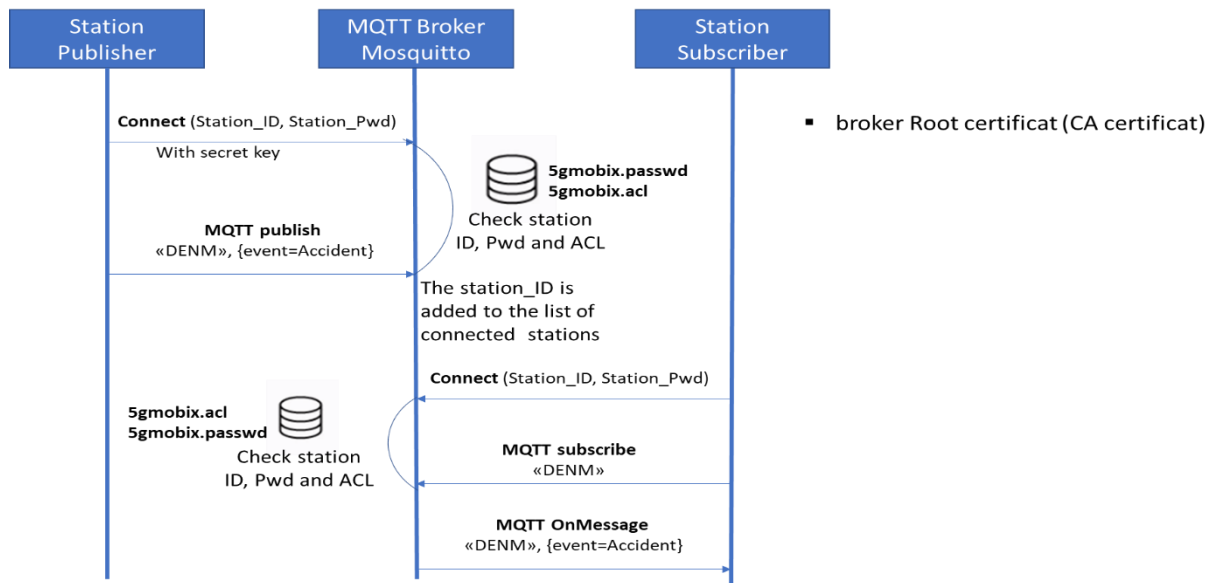 Station
Publisher
MQTT Broker
Mosquitto
Station
Subscriber
Connect (Station_ID, Station_Pwd)
With secret key
▪ broker Root certificat (CA certificat)
5gmobix.passwd
5gmobix.acl
Check station
ID, Pwd and ACL
MQTT publish
«DENM», {event=Accident}
The station_ID is
added to the list of
connected stations
Connect (Station_ID, Station_Pwd)
5gmobix.acl
5gmobix.passwd
Check station
ID, Pwd and ACL
MQTT subscribe
«DENM»
MQTT OnMessage
«DENM», {event=Accident}